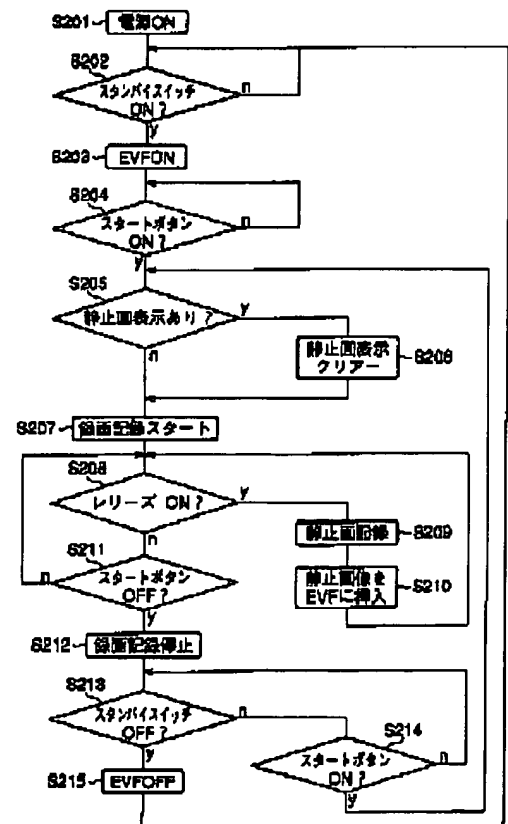 S201
電源ON
S202
スタンバイスイッチ
ON?
n
y
S203
EVFON
S204
スタートボタン
ON?
n
y
S205
静止画表示あり?
y
n
静止画表示
クリアー
S206
S207
録画記録スタート
S208
レリーズ ON?
y
n
静止画記録
S209
S211
スタートボタン
OFF?
n
y
静止画像を
EVFに挿入
S210
S212
録画記録停止
S213
スタンバイスイッチ
OFF?
n
y
S214
スタートボタン
ON?
n
y
S215
EVFOFF